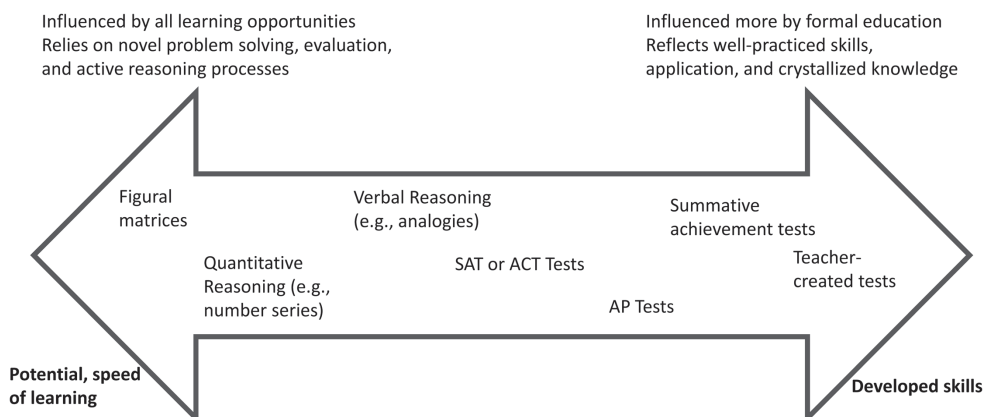 Influenced by all learning opportunities
Relies on novel problem solving, evaluation,
and active reasoning processes
Influenced more by formal education
Reflects well-practiced skills,
application, and crystallized knowledge
Figural
matrices
Quantitative
Reasoning (e.g.,
number series)
Verbal Reasoning
(e.g., analogies)
SAT or ACT Tests
AP Tests
Summative
achievement tests
Teacher-
created tests
Potential, speed
of learning
Developed skills